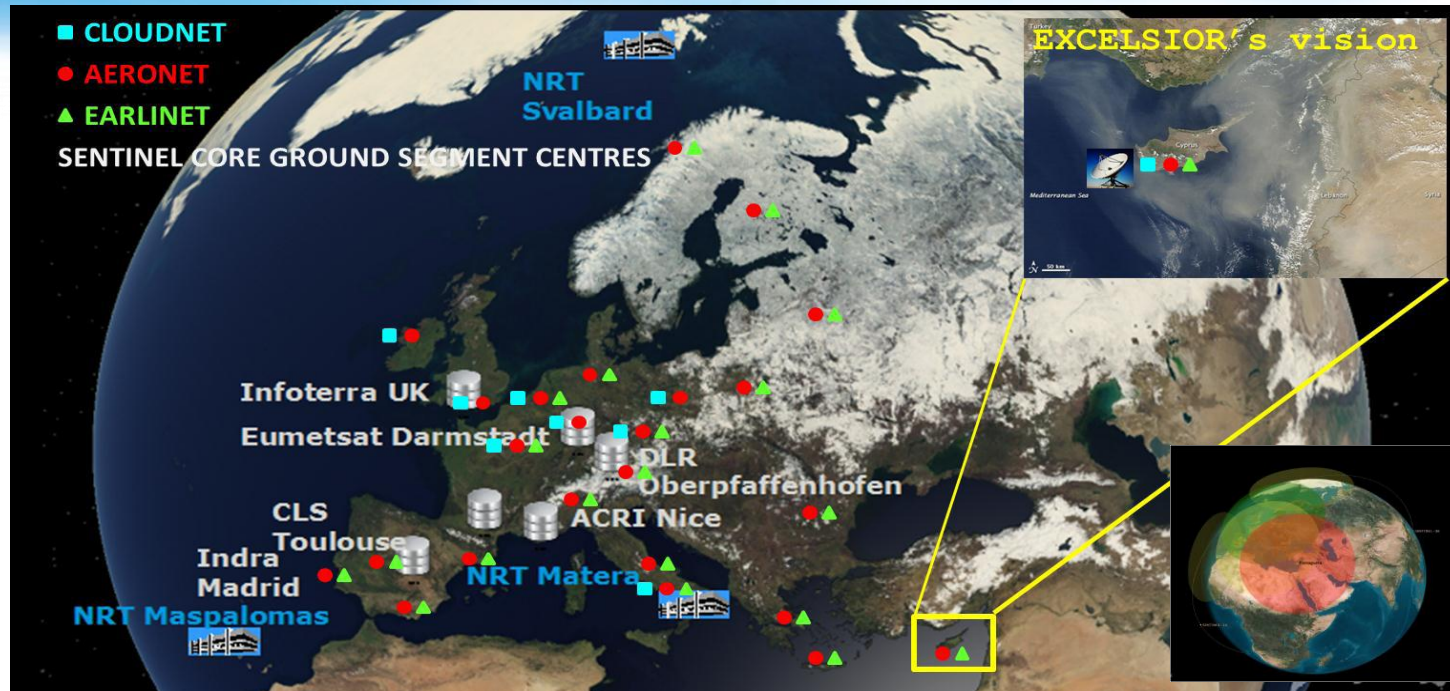 CLOUDNET
AERONET
EARLINET
SENTINEL CORE GROUND SEGMENT CENTRES
NRT
Svalbard
EXCELSIOR's vision
Turkey
Cyprus
Mediterranean Sea
Lebanon
Syria
N
50 km
Infoterra UK
Eumetsat Darmstadt
DLR
Oberpfaffenhofen
CLS
Toulouse
ACRI Nice
Indra
Madrid
NRT Matera
NRT Maspalomas